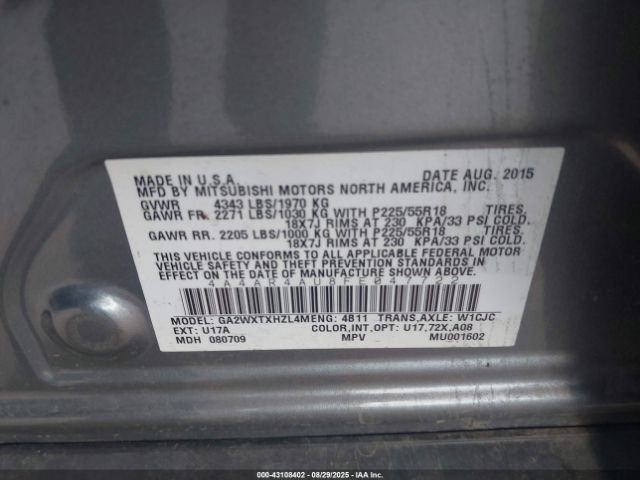 MADE IN U.S.A. DATE AUG. 2015
MFD BY MITSUBISHI MOTORS NORTH AMERICA, INC.
GVWR 4343 LBS/1970 KG
GAWR FR. 2271 LBS/1030 KG WITH P225/55R18 TIRES,
18X7J RIMS AT 230 KPA/33 PSI COLD.
GAWR RR. 2205 LBS/1000 KG WITH P225/55R18 TIRES,
18X7J RIMS AT 230 KPA/33 PSI COLD.
THIS VEHICLE CONFORMS TO ALL APPLICABLE FEDERAL MOTOR
VEHICLE SAFETY AND THEFT PREVENTION STANDARDS IN EFFECT
ON THE DATE OF MANUFACTURE SHOWN ABOVE.
4A4AR4AU8FE047722
MODEL: GA2WXTXHZL4MENG: 4B11 TRANS,AXLE: W1CJC
EXT: U17A COLOR,INT,OPT: U17,72X,A08
MDH 080709 MPV MU001602
000-43108402 - 08/29/2025 - IAAI, Inc.